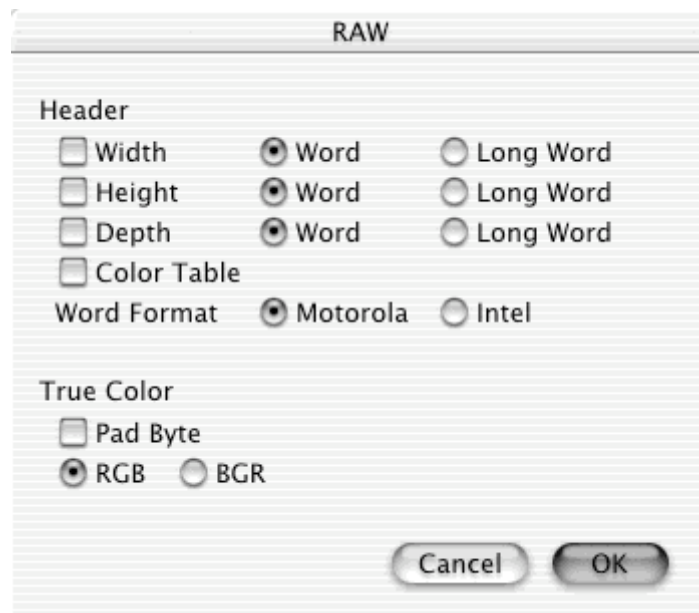 RAW
Header
Width Word Long Word
Height Word Long Word
Depth Word Long Word
Color Table
Word Format Motorola Intel
True Color
Pad Byte
RGB BGR
Cancel OK